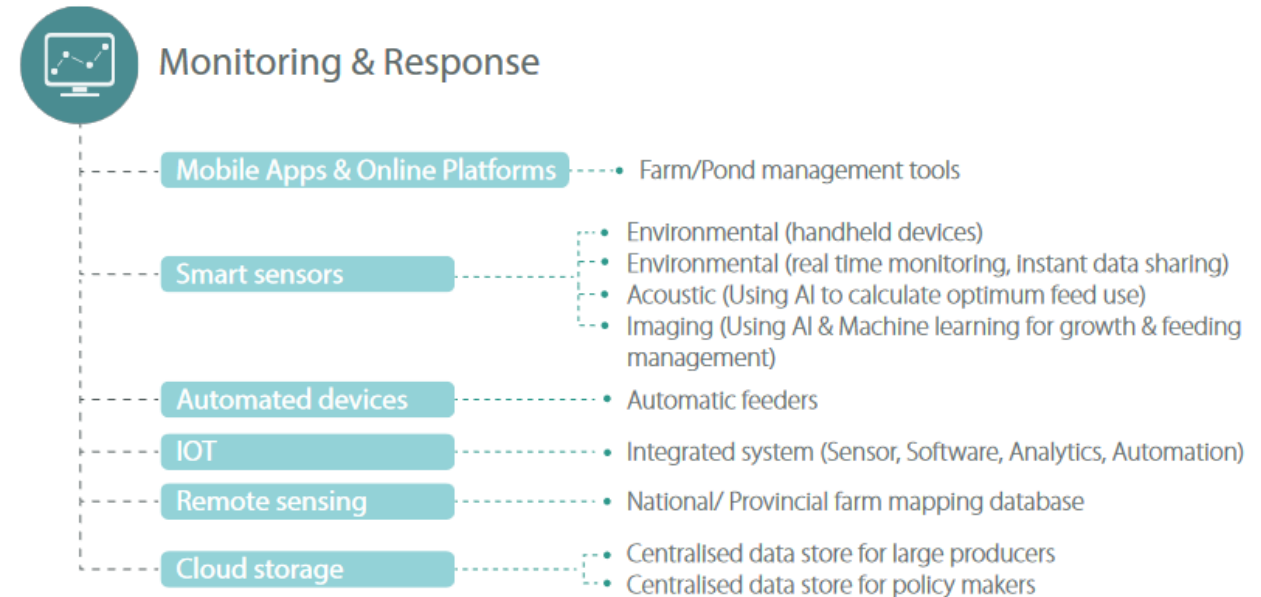 Monitoring & Response
Mobile Apps & Online Platforms
Farm/Pond management tools
Smart sensors
Environmental (handheld devices)
Environmental (real time monitoring, instant data sharing)
Acoustic (Using AI to calculate optimum feed use)
Imaging (Using AI & Machine learning for growth & feeding
management)
Automated devices
Automatic feeders
IOT
Integrated system (Sensor, Software, Analytics, Automation)
Remote sensing
National/ Provincial farm mapping database
Cloud storage
Centralised data store for large producers
Centralised data store for policy makers